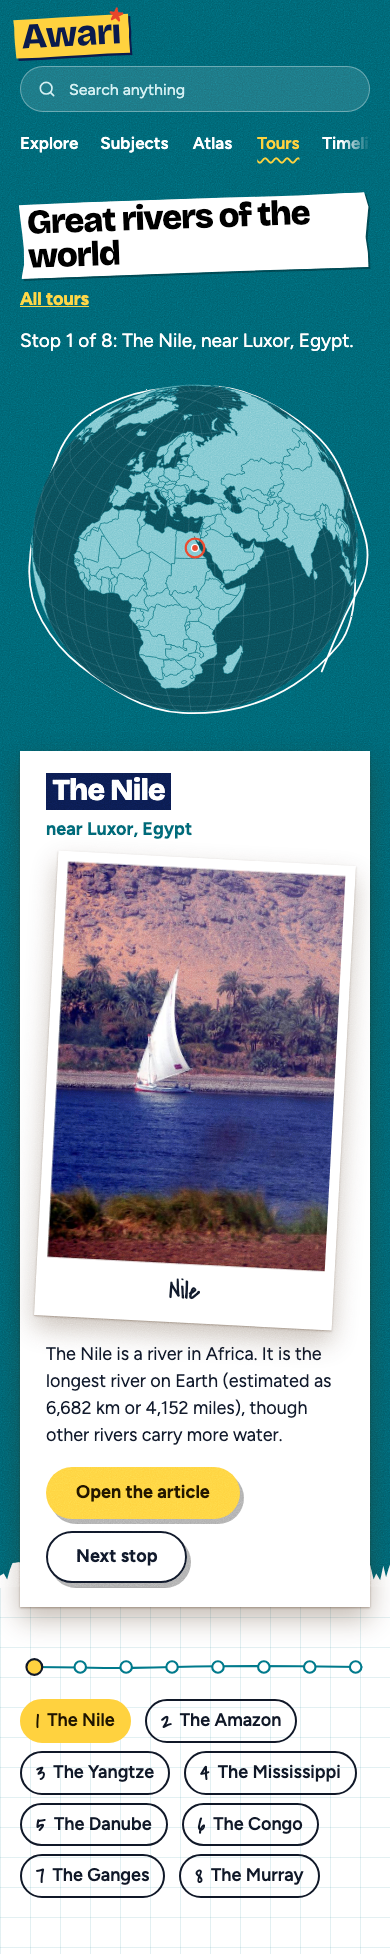 Awari
Search anything
Explore Subjects Atlas Tours Timeli
Great rivers of the
world
All tours
Stop 1 of 8: The Nile, near Luxor, Egypt.
The Nile
near Luxor, Egypt
Nile
The Nile is a river in Africa. It is the
longest river on Earth (estimated as
6,682 km or 4,152 miles), though
other rivers carry more water.
Open the article
Next stop
1 The Nile
2 The Amazon
3 The Yangtze
4 The Mississippi
5 The Danube
6 The Congo
7 The Ganges
8 The Murray